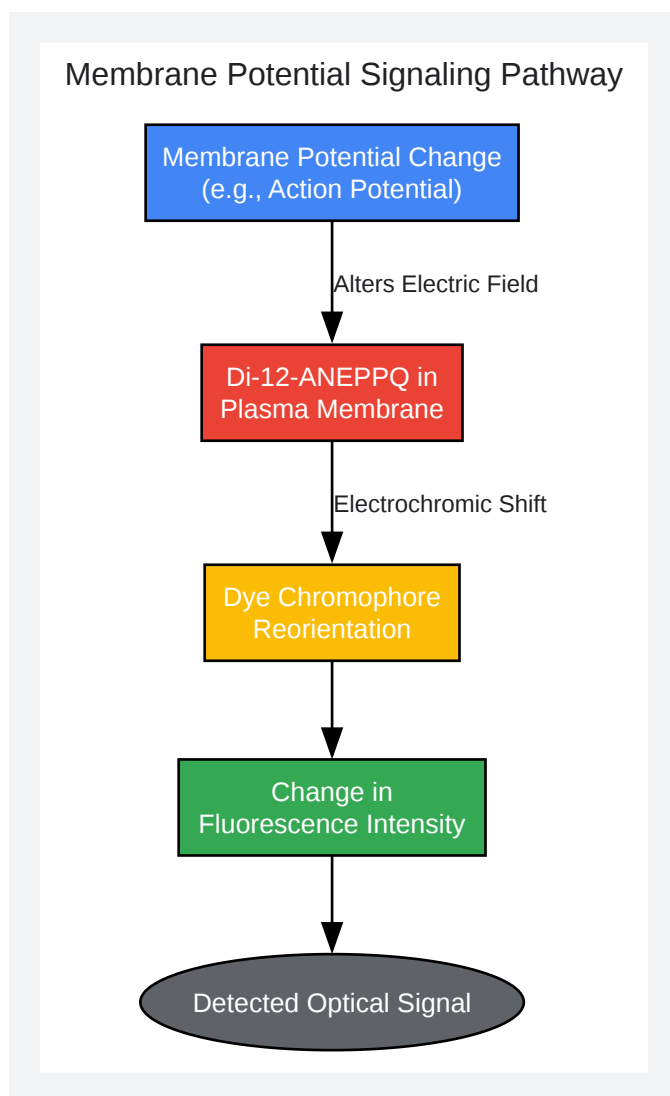 Membrane Potential Signaling Pathway
Membrane Potential Change
(e.g., Action Potential)
Alters Electric Field
Di-12-ANEPPQ in
Plasma Membrane
Electrochromic Shift
Dye Chromophore
Reorientation
Change in
Fluorescence Intensity
Detected Optical Signal